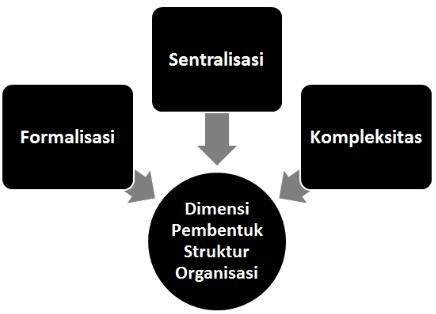 Sentralisasi
Formalisasi
Kompleksitas
Dimensi
Pembentuk
Struktur
Organisasi